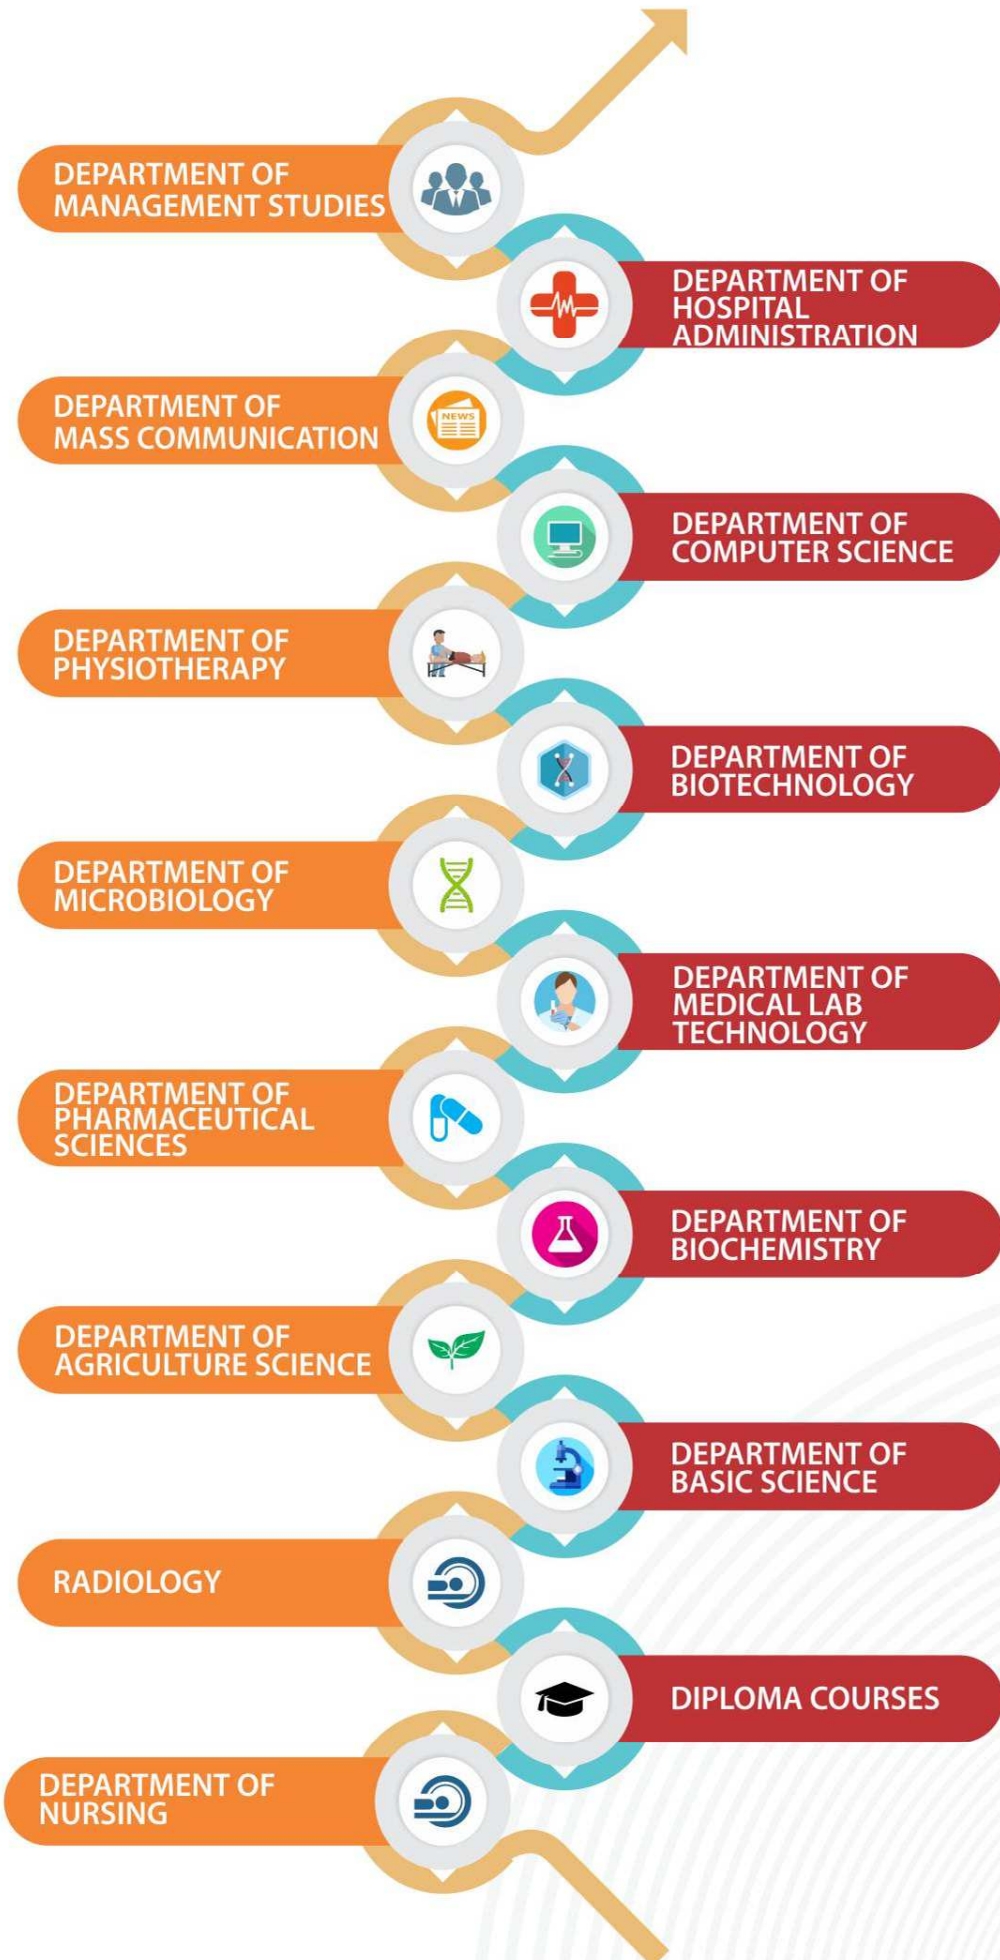 DEPARTMENT OF
MANAGEMENT STUDIES
DEPARTMENT OF
HOSPITAL
ADMINISTRATION
DEPARTMENT OF
MASS COMMUNICATION
NEWS
DEPARTMENT OF
COMPUTER SCIENCE
DEPARTMENT OF
PHYSIOTHERAPY
DEPARTMENT OF
BIOTECHNOLOGY
DEPARTMENT OF
MICROBIOLOGY
DEPARTMENT OF
MEDICAL LAB
TECHNOLOGY
DEPARTMENT OF
PHARMACEUTICAL
SCIENCES
DEPARTMENT OF
BIOCHEMISTRY
DEPARTMENT OF
AGRICULTURE SCIENCE
DEPARTMENT OF
BASIC SCIENCE
RADIOLOGY
DIPLOMA COURSES
DEPARTMENT OF
NURSING